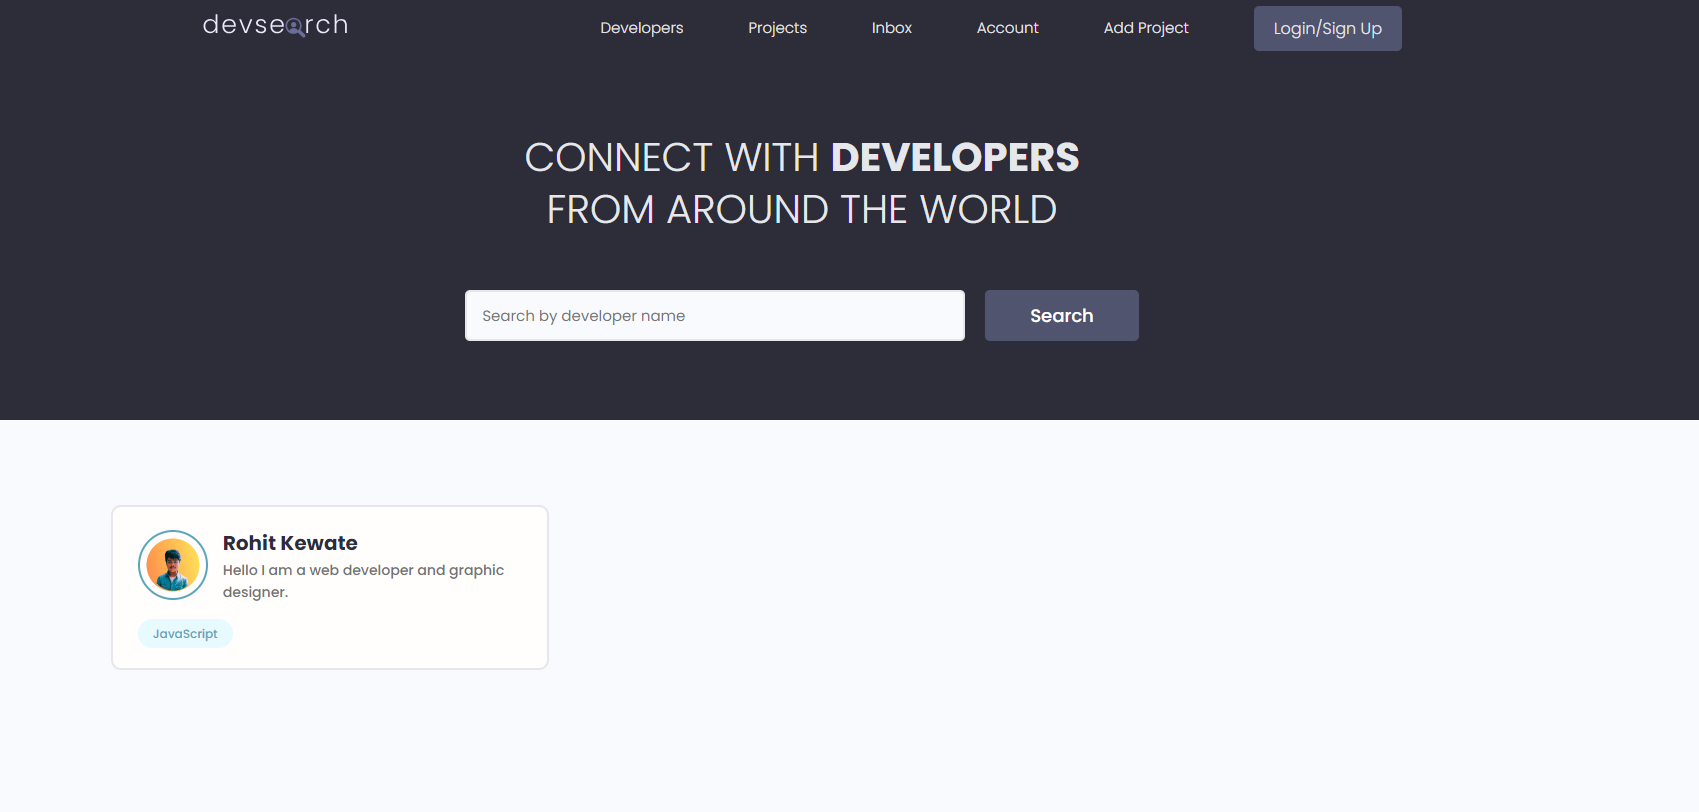 devsearch
Developers
Projects
Inbox
Account
Add Project
Login/Sign Up
CONNECT WITH DEVELOPERS
FROM AROUND THE WORLD
Search by developer name
Search
Rohit Kewate
Hello I am a web developer and graphic
designer.
JavaScript